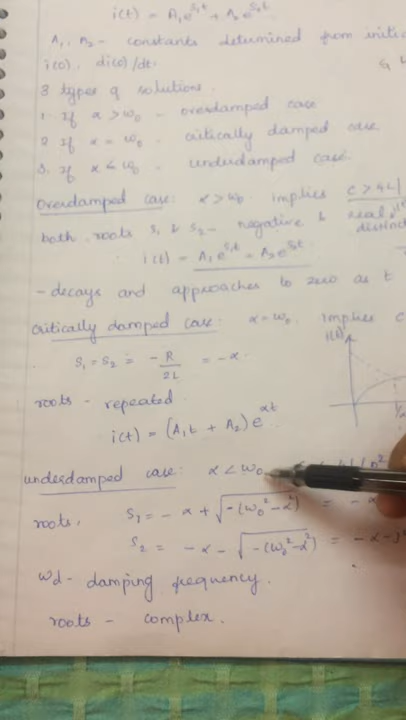 i(t) = A₁e^s₁t + A₂e^s₂t
A₁, A₂ - constants determined from
i(0), di(0)/dt.
3 types of solutions.
1. If α > ω₀ - overdamped case
2. If α = ω₀ - critically damped case
3. If α < ω₀ - underdamped case.
Overdamped case: α > ω₀ implies C > 4L
both roots s₁ & s₂ - negative & real,
distinct
i(t) = A₁e^s₁t = A₂e^s₂t
- decays and approaches to zero as t
critically damped case: α = ω₀. implies C
i(t)
S₁ = S₂ = -R/2L = -α.
roots - repeated.
i(t) = (A₁t + A₂)e^αt.
underdamped case: α < ω₀
roots, S₁ = -α + √-(ω₀²-α²) = -α
S₂ = -α - √-(ω₀²-α²) = -α-j
ωd - damping frequency.
roots - complex.